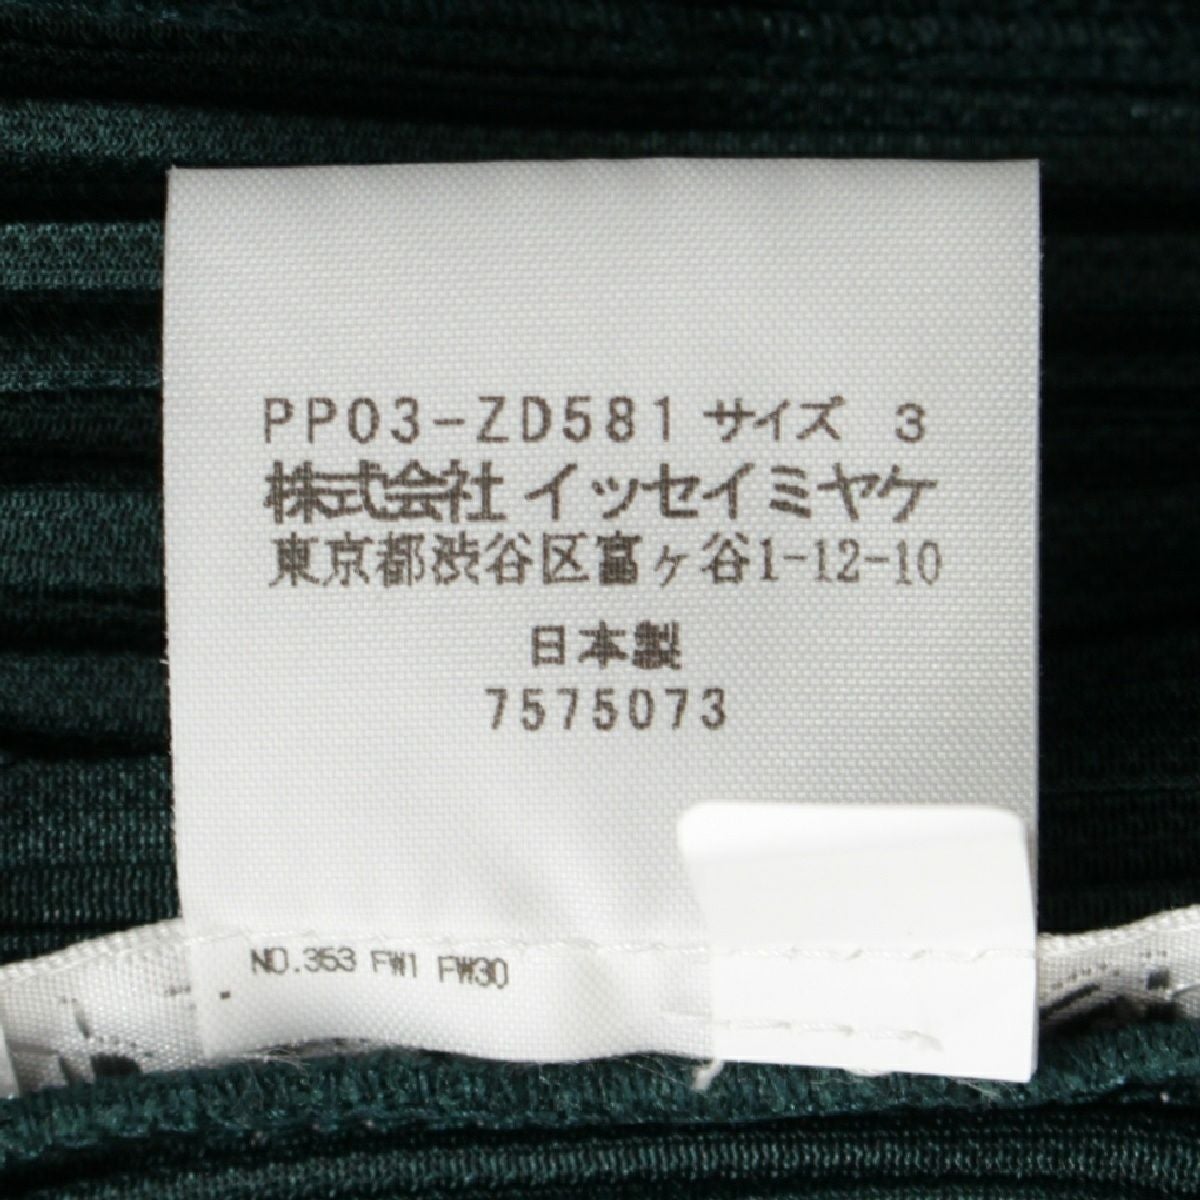 PP03-ZD581 サイズ 3
株式会社 イッセイミヤケ
東京都渋谷区富ヶ谷1-12-10
日本製
7575073
NO.353 FW1 FW30